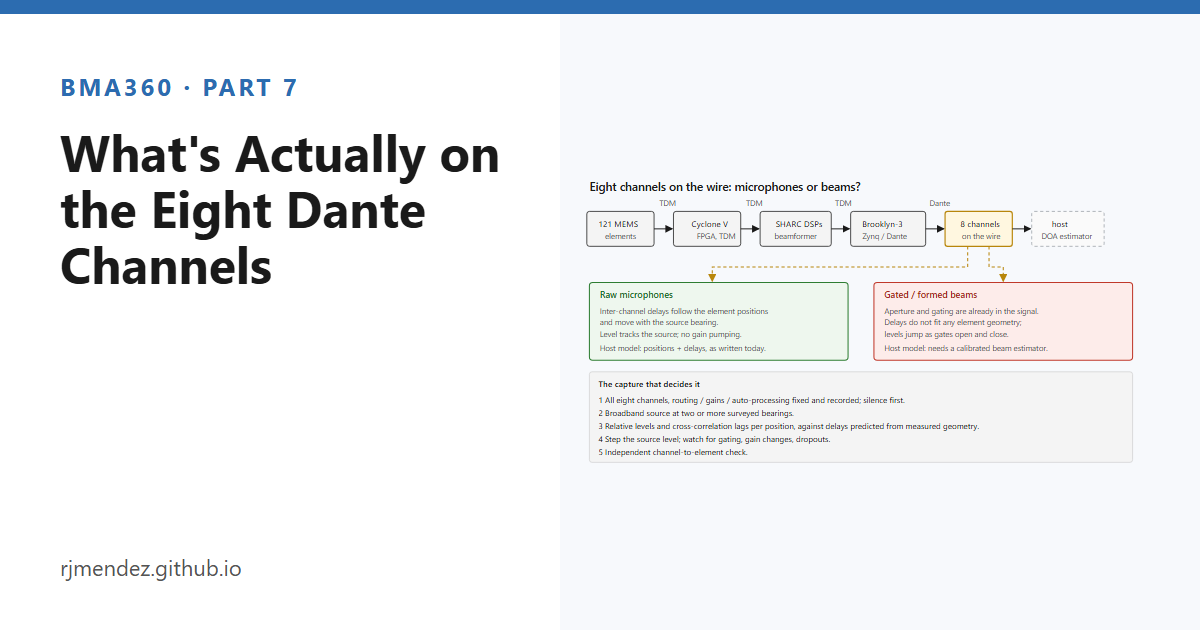 BMA360 · PART 7
What's Actually on
the Eight Dante
Channels
rjmendez.github.io
Eight channels on the wire: microphones or beams?
TDM
TDM
TDM
Dante
121 MEMS
elements
Cyclone V
FPGA, TDM
SHARC DSPs
beamformer
Brooklyn-3
Zynq / Dante
8 channels
on the wire
host
DOA estimator
Raw microphones
Inter-channel delays follow the element positions
and move with the source bearing.
Level tracks the source; no gain pumping.
Host model: positions + delays, as written today.
Gated / formed beams
Aperture and gating are already in the signal.
Delays do not fit any element geometry;
levels jump as gates open and close.
Host model: needs a calibrated beam estimator.
The capture that decides it
1 All eight channels, routing / gains / auto-processing fixed and recorded; silence first.
2 Broadband source at two or more surveyed bearings.
3 Relative levels and cross-correlation lags per position, against delays predicted from measured geometry.
4 Step the source level; watch for gating, gain changes, dropouts.
5 Independent channel-to-element check.